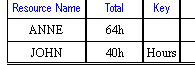 Resource Name Total Key
ANNE 64h
JOHN 40h Hours